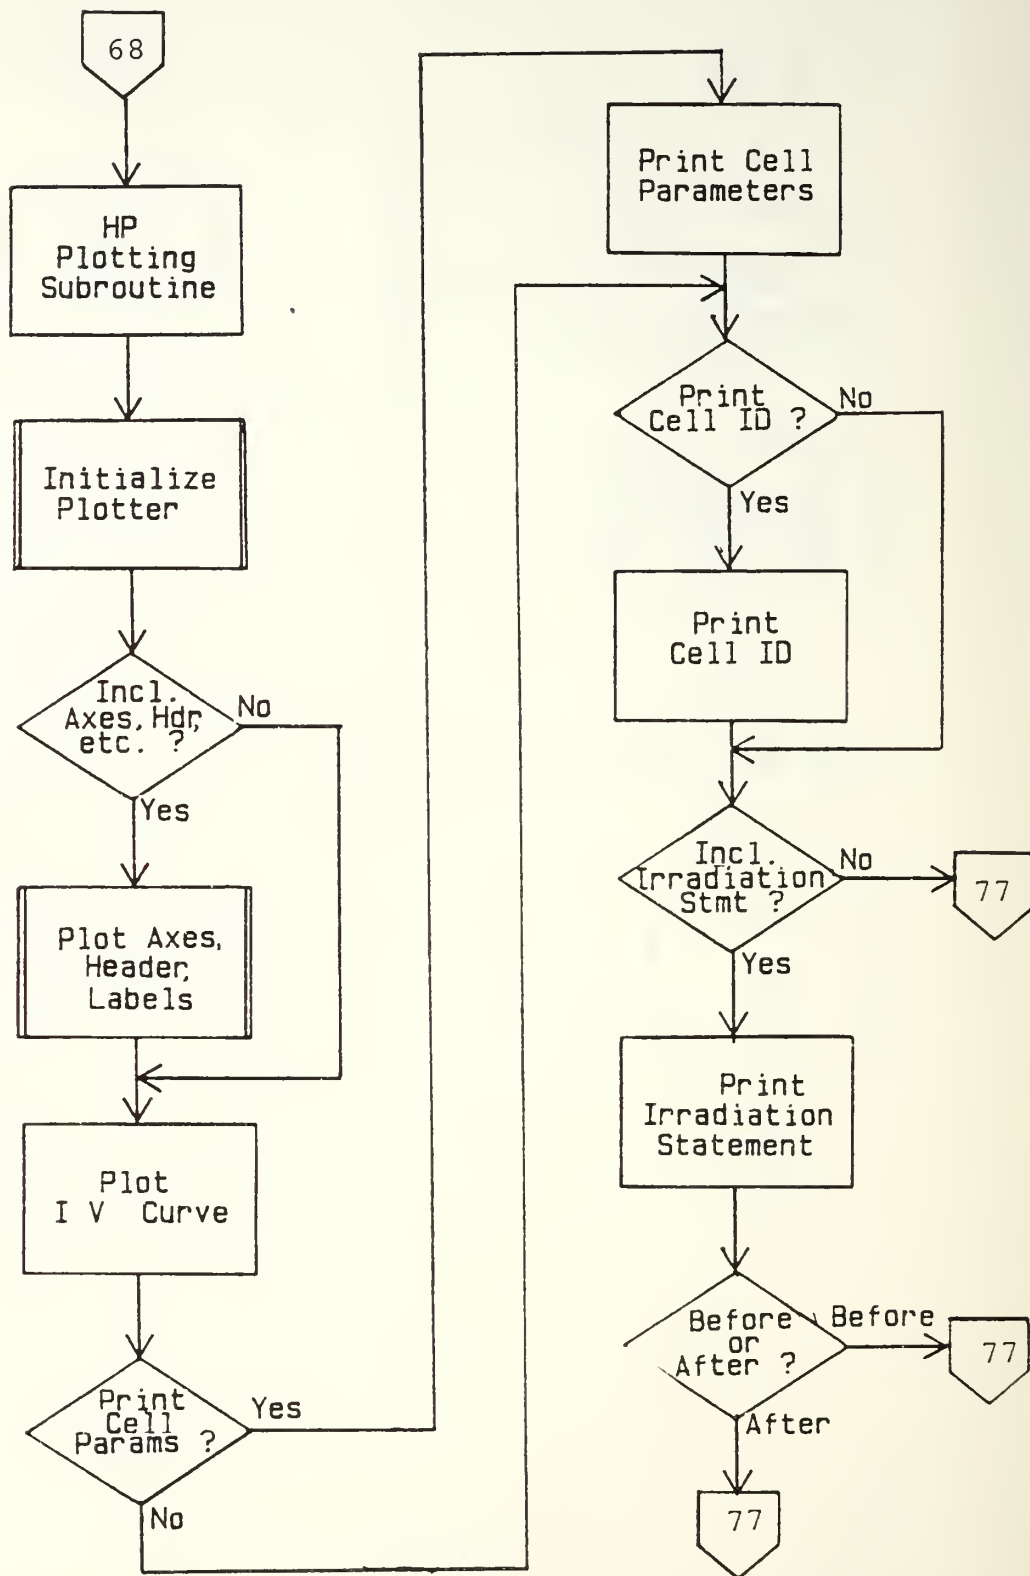 68
HP
Plotting
Subroutine
Initialize
Plotter
Incl.
Axes, Hdr,
etc. ?
No
Yes
Plot Axes,
Header,
Labels
Plot
I V Curve
Print
Cell
Params ?
Yes
No
Print Cell
Parameters
Print
Cell ID ?
No
Yes
Print
Cell ID
Incl.
Irradiation
Stmt ?
No
77
Yes
Print
Irradiation
Statement
Before
or
After ?
Before
77
After
77